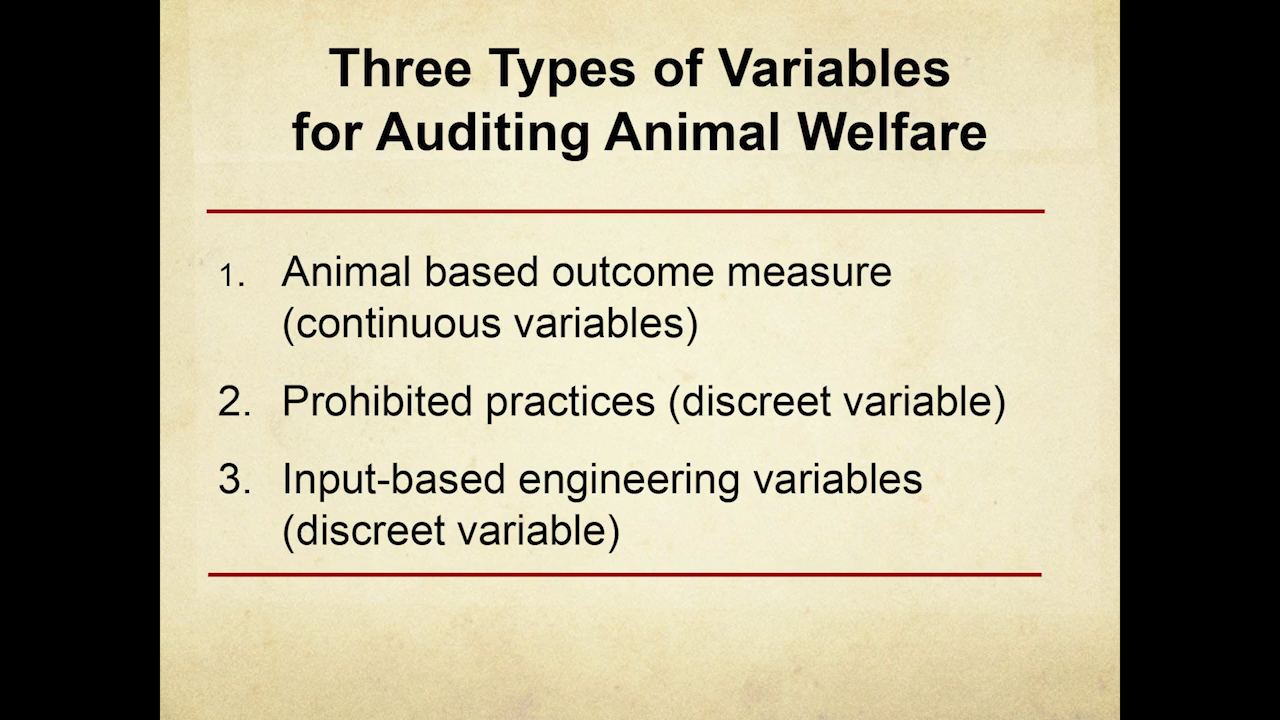 Three Types of Variables
for Auditing Animal Welfare
1. Animal based outcome measure
(continuous variables)
2. Prohibited practices (discreet variable)
3. Input-based engineering variables
(discreet variable)